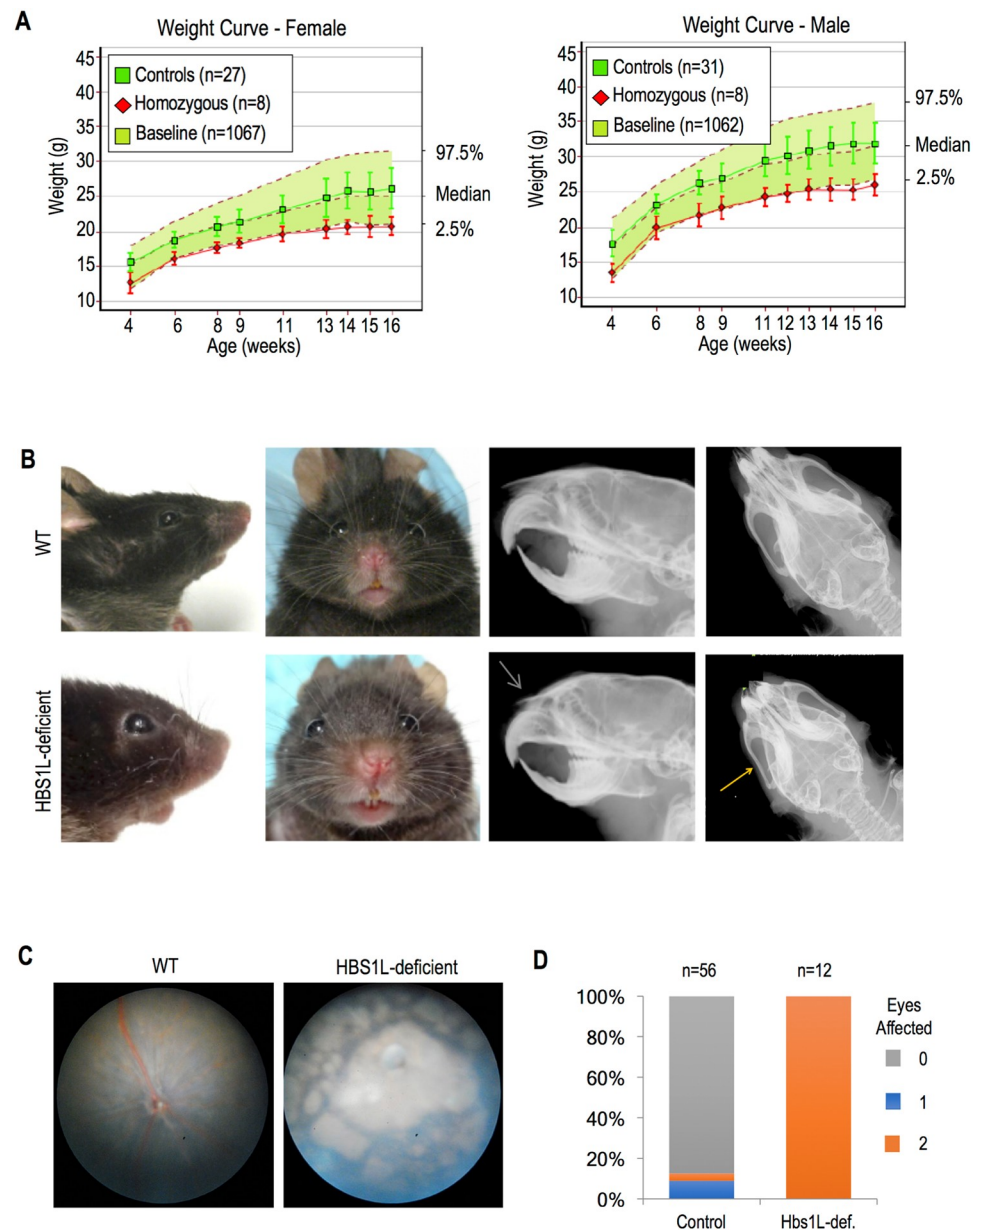 A
Weight Curve - Female
Weight (g)
45
40
35
30
25
20
15
10
Controls (n=27)
Homozygous (n=8)
Baseline (n=1067)
97.5%
Median
2.5%
4 6 8 9 11 13 14 15 16
Age (weeks)
Weight Curve - Male
Weight (g)
45
40
35
30
25
20
15
10
Controls (n=31)
Homozygous (n=8)
Baseline (n=1062)
97.5%
Median
2.5%
4 6 8 9 11 12 13 14 15 16
Age (weeks)
B
WT
HBS1L-deficient
C
WT
HBS1L-deficient
D
n=56
n=12
100%
80%
60%
40%
20%
0%
Control
Hbs1L-def.
Eyes
Affected
0
1
2